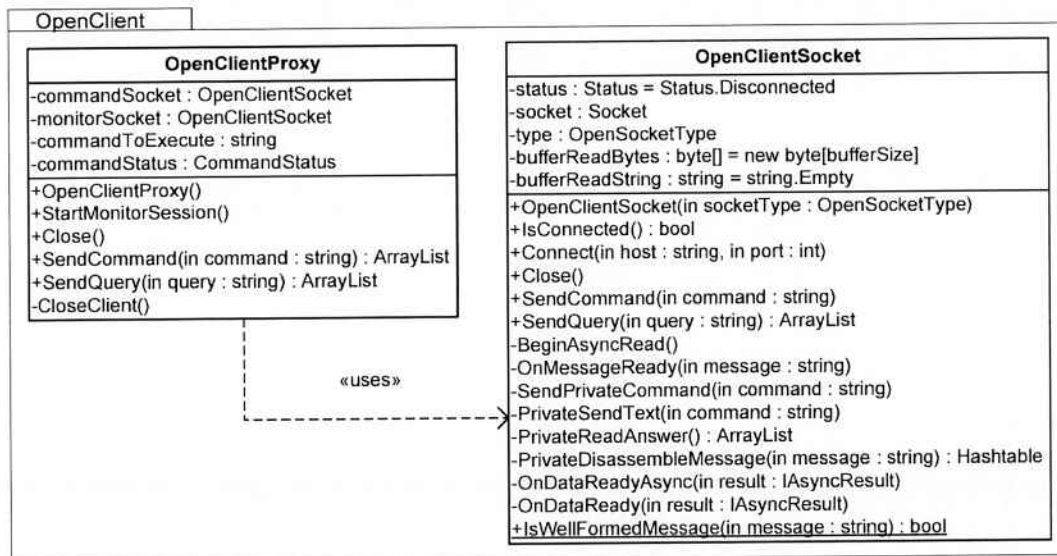 OpenClient
OpenClientProxy
-commandSocket : OpenClientSocket
-monitorSocket : OpenClientSocket
-commandToExecute : string
-commandStatus : CommandStatus
+OpenClientProxy()
+StartMonitorSession()
+Close()
+SendCommand(in command : string) : ArrayList
+SendQuery(in query : string) : ArrayList
-CloseClient()
«uses»
OpenClientSocket
-status : Status = Status.Disconnected
-socket : Socket
-type : OpenSocketType
-bufferReadBytes : byte[] = new byte[bufferSize]
-bufferReadString : string = string.Empty
+OpenClientSocket(in socketType : OpenSocketType)
+IsConnected() : bool
+Connect(in host : string, in port : int)
+Close()
+SendCommand(in command : string)
+SendQuery(in query : string) : ArrayList
-BeginAsyncRead()
-OnMessageReady(in message : string)
-SendPrivateCommand(in command : string)
-PrivateSendText(in command : string)
-PrivateReadAnswer() : ArrayList
-PrivateDisassembleMessage(in message : string) : Hashtable
-OnDataReadyAsync(in result : IAsyncResult)
-OnDataReady(in result : IAsyncResult)
+IsWellFormedMessage(in message : string) : bool